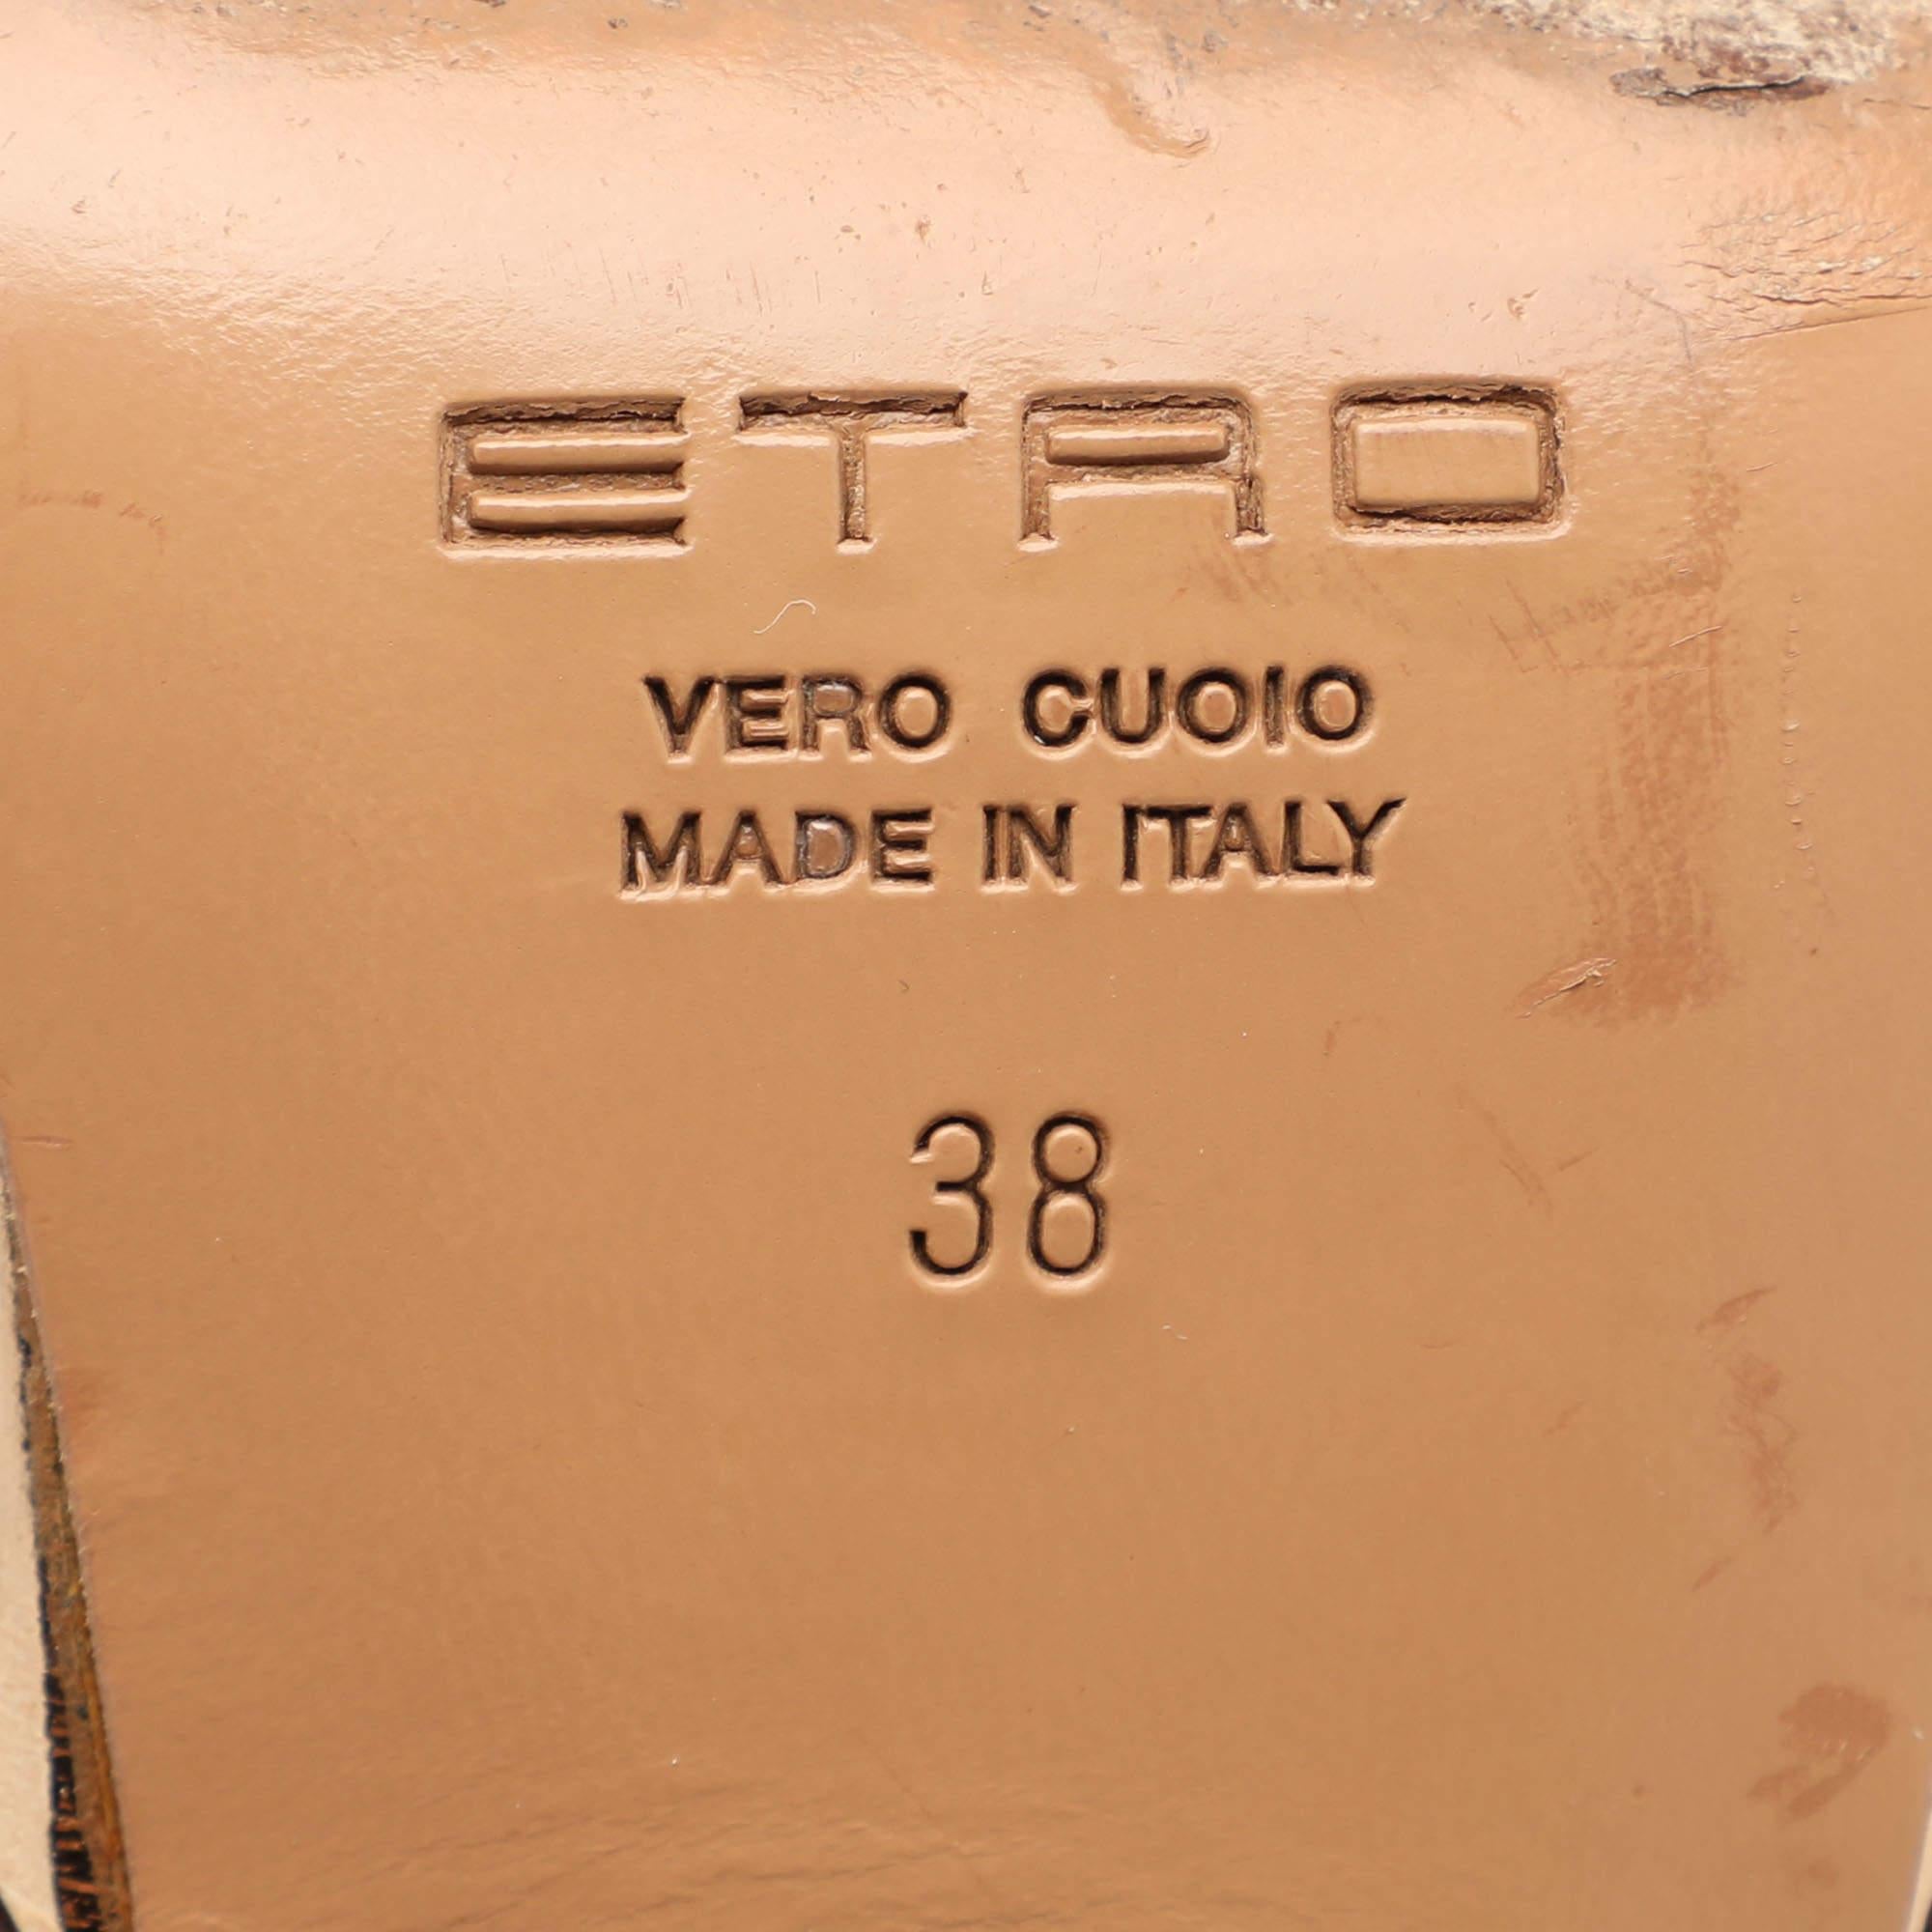 ETRO
VERO CUOIO
MADE IN ITALY
38